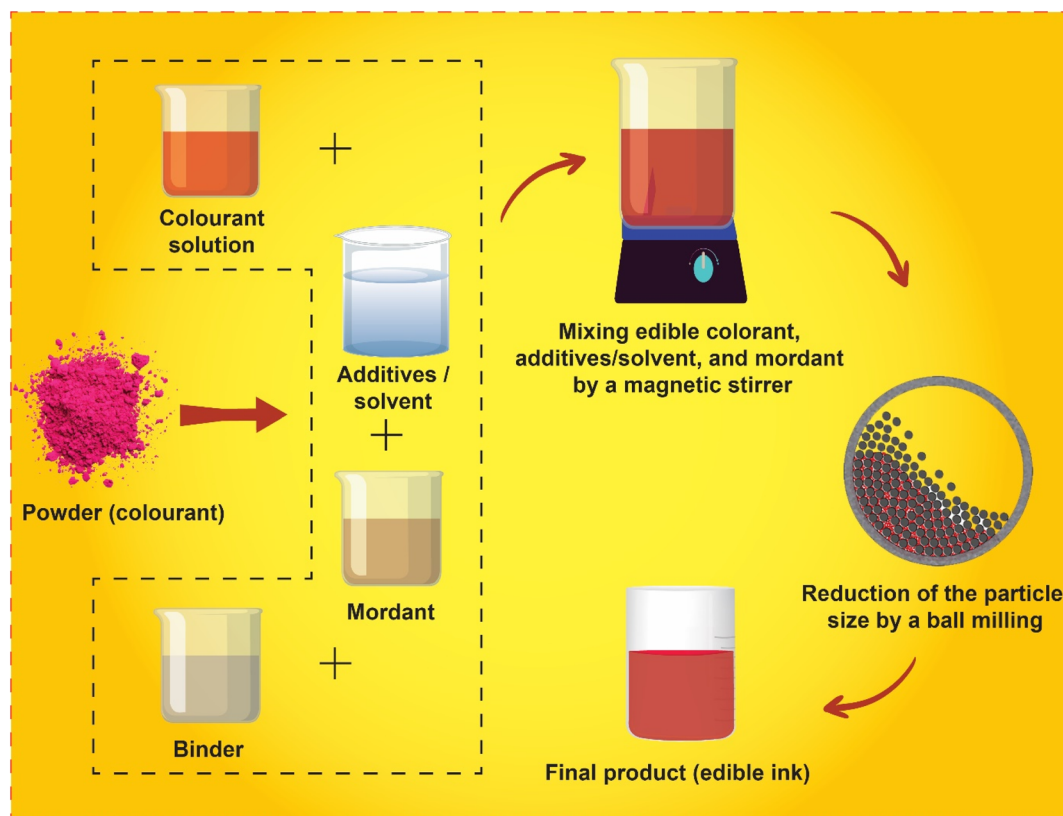 Colourant
solution
Additives /
solvent
Powder (colourant)
Mordant
Binder
Mixing edible colorant,
additives/solvent, and mordant
by a magnetic stirrer
Reduction of the particle
size by a ball milling
Final product (edible ink)